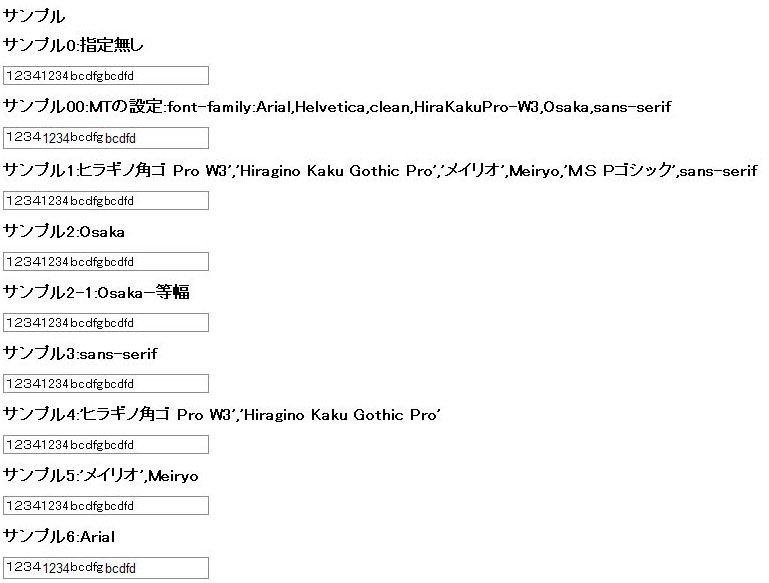 サンプル
サンプル0:指定無し
12341234bcdfgbcdfd
サンプル00:MTの設定:font-family:Arial,Helvetica,clean,HiraKakuPro-W3,Osaka,sans-serif
12341234bcdfgbcdfd
サンプル1:ヒラギノ角ゴ Pro W3','Hiragino Kaku Gothic Pro','メイリオ',Meiryo,'ＭＳ Ｐゴシック',sans-serif
12341234bcdfgbcdfd
サンプル2:Osaka
12341234bcdfgbcdfd
サンプル2-1:Osaka−等幅
12341234bcdfgbcdfd
サンプル3:sans-serif
12341234bcdfgbcdfd
サンプル4:'ヒラギノ角ゴ Pro W3','Hiragino Kaku Gothic Pro'
12341234bcdfgbcdfd
サンプル5:'メイリオ',Meiryo
12341234bcdfgbcdfd
サンプル6:Arial
12341234bcdfgbcdfd